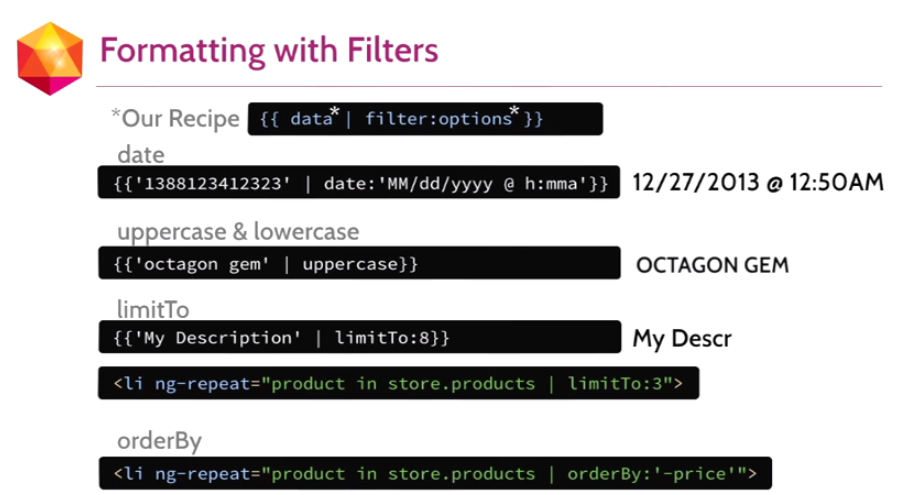 Formatting with Filters
*Our Recipe {{ data* | filter:options* }}
date
{{'1388123412323' | date:'MM/dd/yyyy @ h:mma'}} 12/27/2013 @ 12:50AM
uppercase & lowercase
{{'octagon gem' | uppercase}} OCTAGON GEM
limitTo
{{'My Description' | limitTo:8}} My Descr
<li ng-repeat="product in store.products | limitTo:3">
orderBy
<li ng-repeat="product in store.products | orderBy:'-price'">